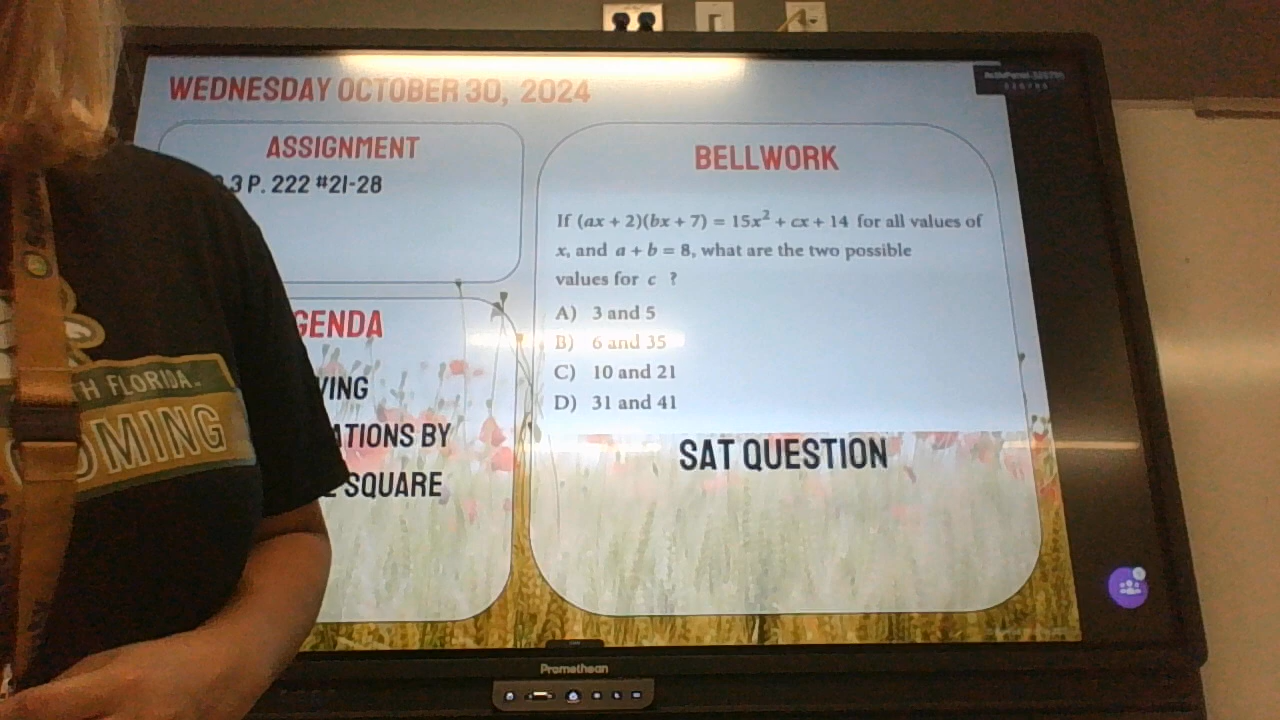 WEDNESDAY OCTOBER 30, 2024
ASSIGNMENT
.3 P. 222 #21-28
GENDA
VING
ATIONS BY
SQUARE
BELLWORK
If (ax + 2)(bx + 7) = 15x² + cx + 14 for all values of
x, and a + b = 8, what are the two possible
values for c ?
A) 3 and 5
B) 6 and 35
C) 10 and 21
D) 31 and 41
SAT QUESTION
H FLORIDA.
OMING
Promethean